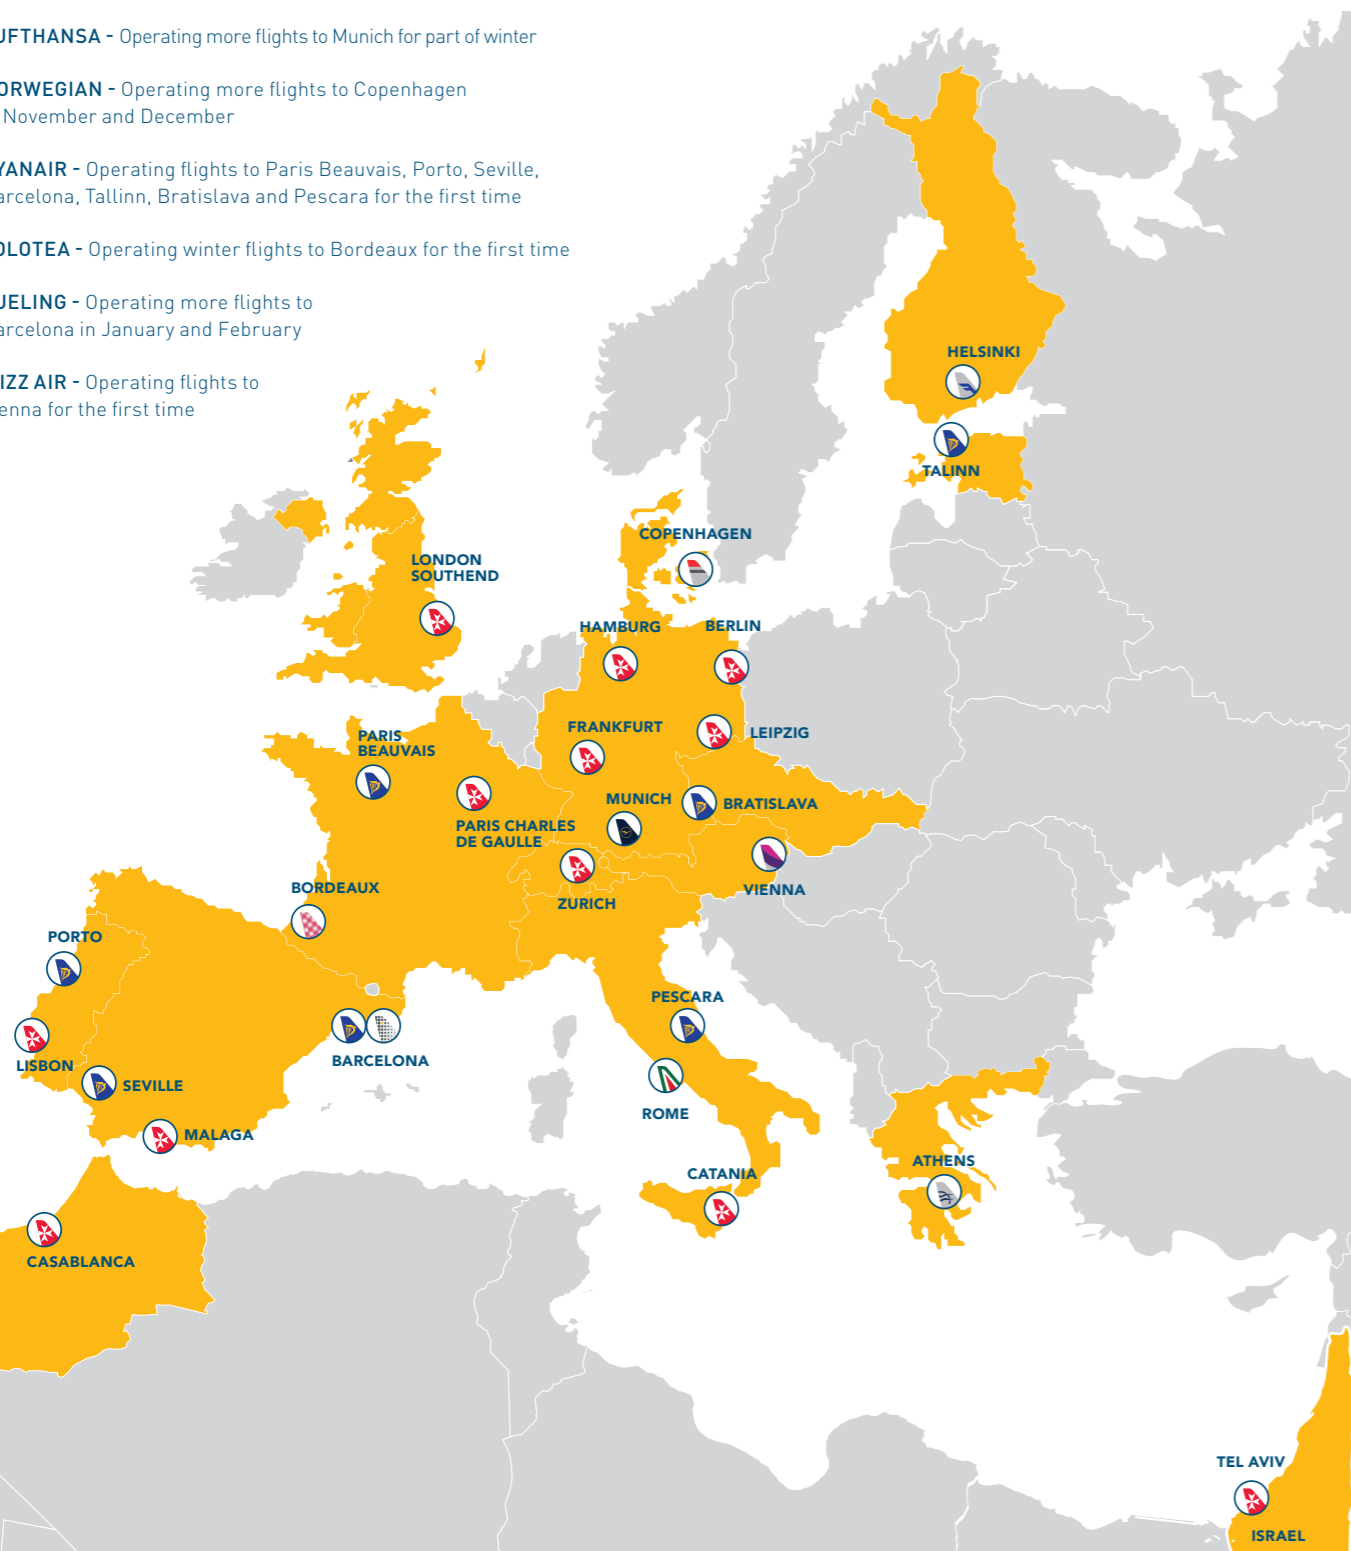 UFTHANSA - Operating more flights to Munich for part of winter
ORWEGIAN - Operating more flights to Copenhagen
November and December
YANAIR - Operating flights to Paris Beauvais, Porto, Seville,
arcelona, Tallinn, Bratislava and Pescara for the first time
OLOTEA - Operating winter flights to Bordeaux for the first time
UELING - Operating more flights to
arcelona in January and February
IZZ AIR - Operating flights to
enna for the first time
HELSINKI
TALINN
COPENHAGEN
LONDON
SOUTHEND
HAMBURG
BERLIN
FRANKFURT
LEIPZIG
PARIS
BEAUVAIS
MUNICH
BRATISLAVA
PARIS CHARLES
DE GAULLE
BORDEAUX
ZURICH
VIENNA
PORTO
PESCARA
LISBON
BARCELONA
SEVILLE
ROME
MALAGA
ATHENS
CATANIA
CASABLANCA
TEL AVIV
ISRAEL